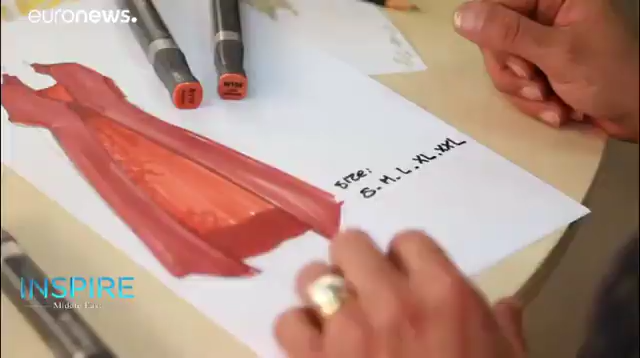 euronews.
size:
S. M. L. XL. XXL
INSPIRE
Middle East